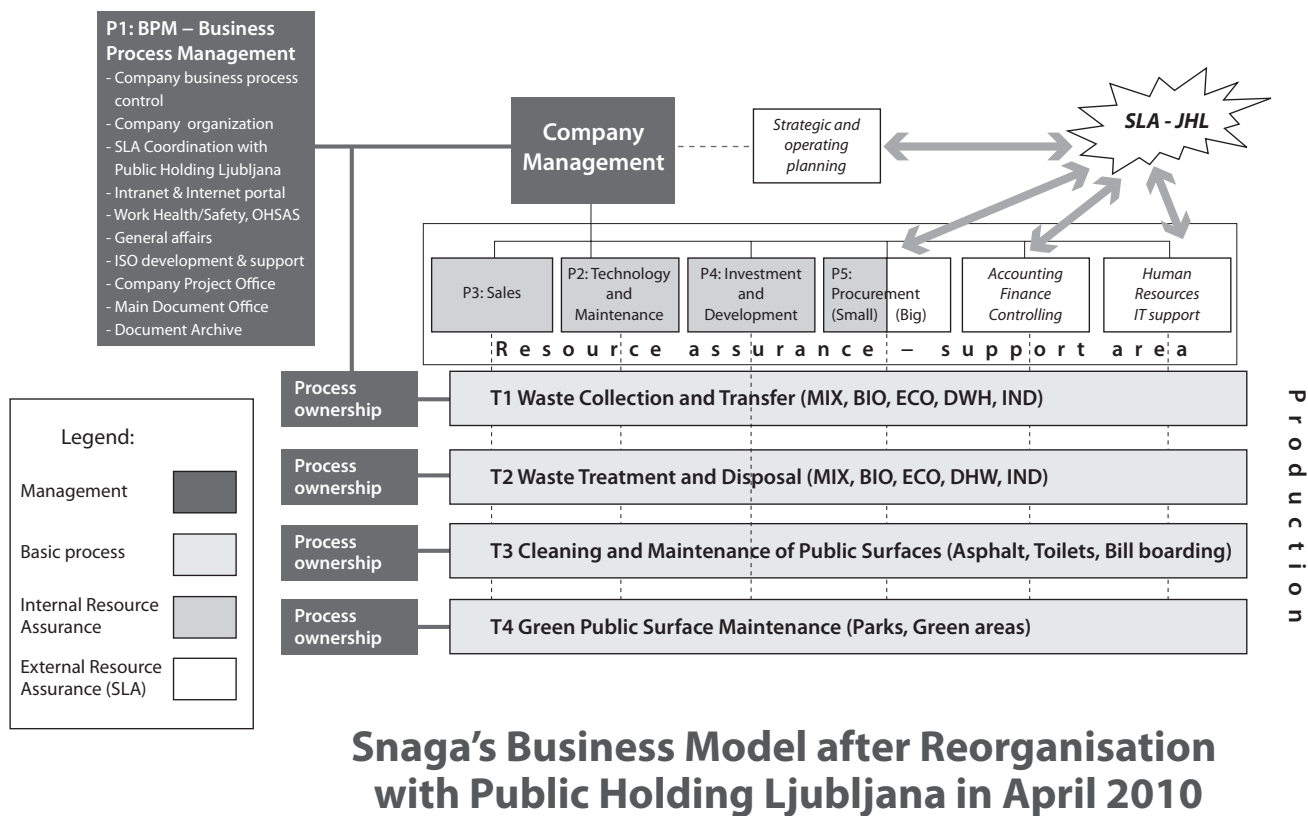 P1: BPM – Business
Process Management
- Company business process
control
- Company organization
- SLA Coordination with
Public Holding Ljubljana
- Intranet & Internet portal
- Work Health/Safety, OHSAS
- General affairs
- ISO development & support
- Company Project Office
- Main Document Office
- Document Archive
Company
Management
Strategic and
operating
planning
SLA - JHL
P3: Sales
P2: Technology
and
Maintenance
P4: Investment
and
Development
P5:
Procurement
(Small) (Big)
Accounting
Finance
Controlling
Human
Resources
IT support
Resource assurance – support area
Process
ownership
T1 Waste Collection and Transfer (MIX, BIO, ECO, DWH, IND)
Process
ownership
T2 Waste Treatment and Disposal (MIX, BIO, ECO, DHW, IND)
Process
ownership
T3 Cleaning and Maintenance of Public Surfaces (Asphalt, Toilets, Bill boarding)
Process
ownership
T4 Green Public Surface Maintenance (Parks, Green areas)
Production
Legend:
Management
Basic process
Internal Resource
Assurance
External Resource
Assurance (SLA)
Snaga's Business Model after Reorganisation
with Public Holding Ljubljana in April 2010